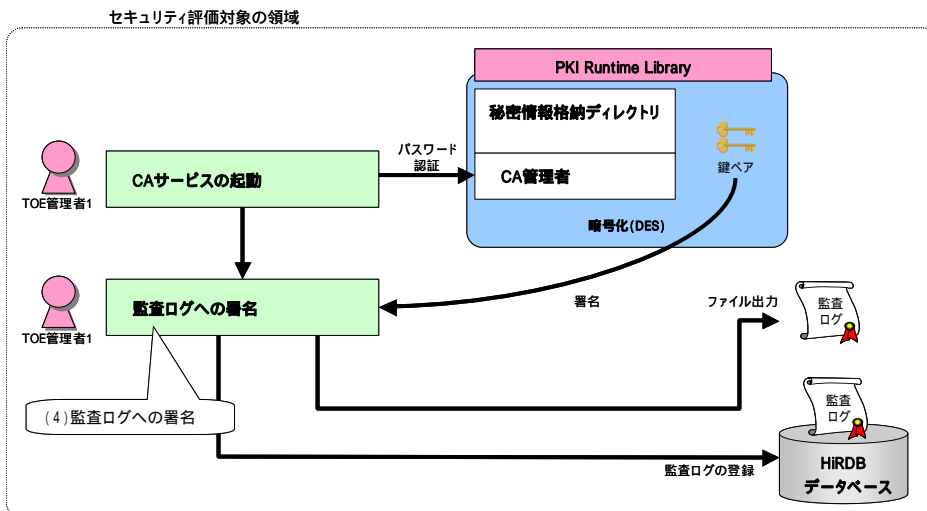 セキュリティ評価対象の領域
PKI Runtime Library
秘密情報格納ディレクトリ
パスワード
認証
CAサービスの起動
TOE管理者1
CA管理者
鍵ペア
暗号化(DES)
監査ログへの署名
TOE管理者1
署名
ファイル出力
監査
ログ
(4)監査ログへの署名
監査
ログ
監査ログの登録
HiRDB
データベース